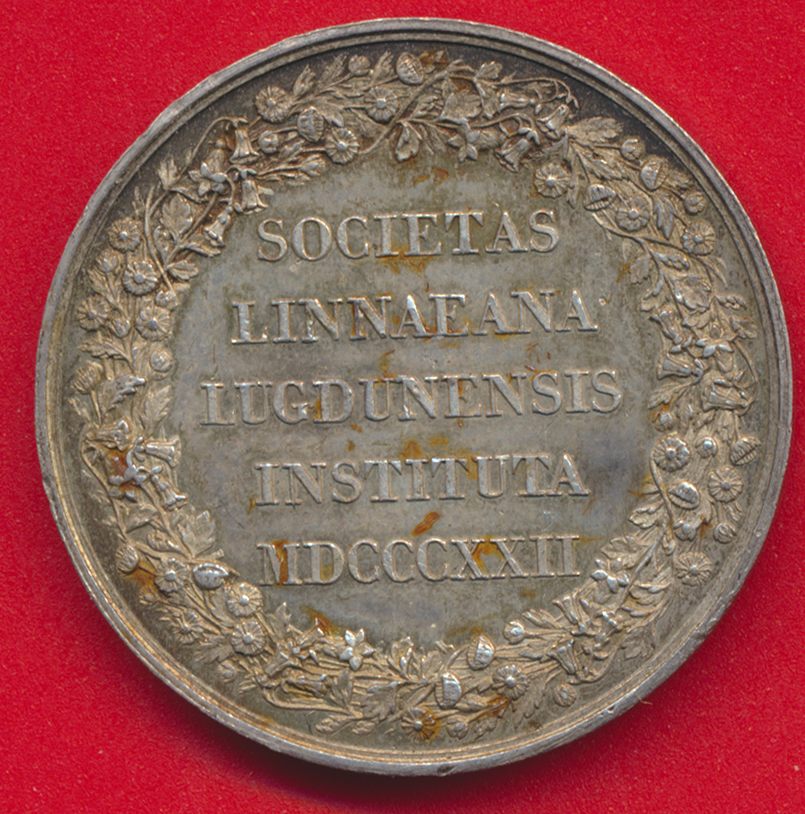 SOCIETAS
LINNAEANA
LUGDUNENSIS
INSTITUTA
MDCCCXXII